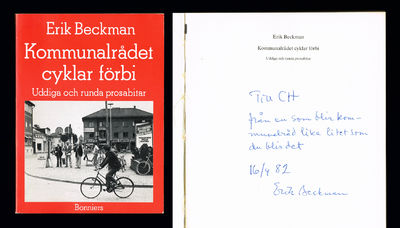 Erik Beckman
Kommunalrådet
cyklar förbi
Uddiga och runda prosabitar
Bonniers
Erik Beckman
Kommunalrådet cyklar förbi
Uddiga och runda prosabitar
Till CH
från en som blir kom-
munalråd lika litet som
du blir det
16/9 82
Erik Beckman